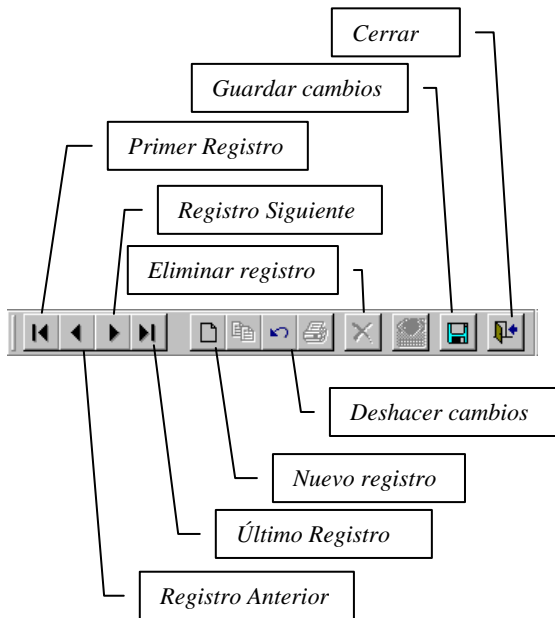 Cerrar
Guardar cambios
Primer Registro
Registro Siguiente
Eliminar registro
Deshacer cambios
Nuevo registro
Último Registro
Registro Anterior